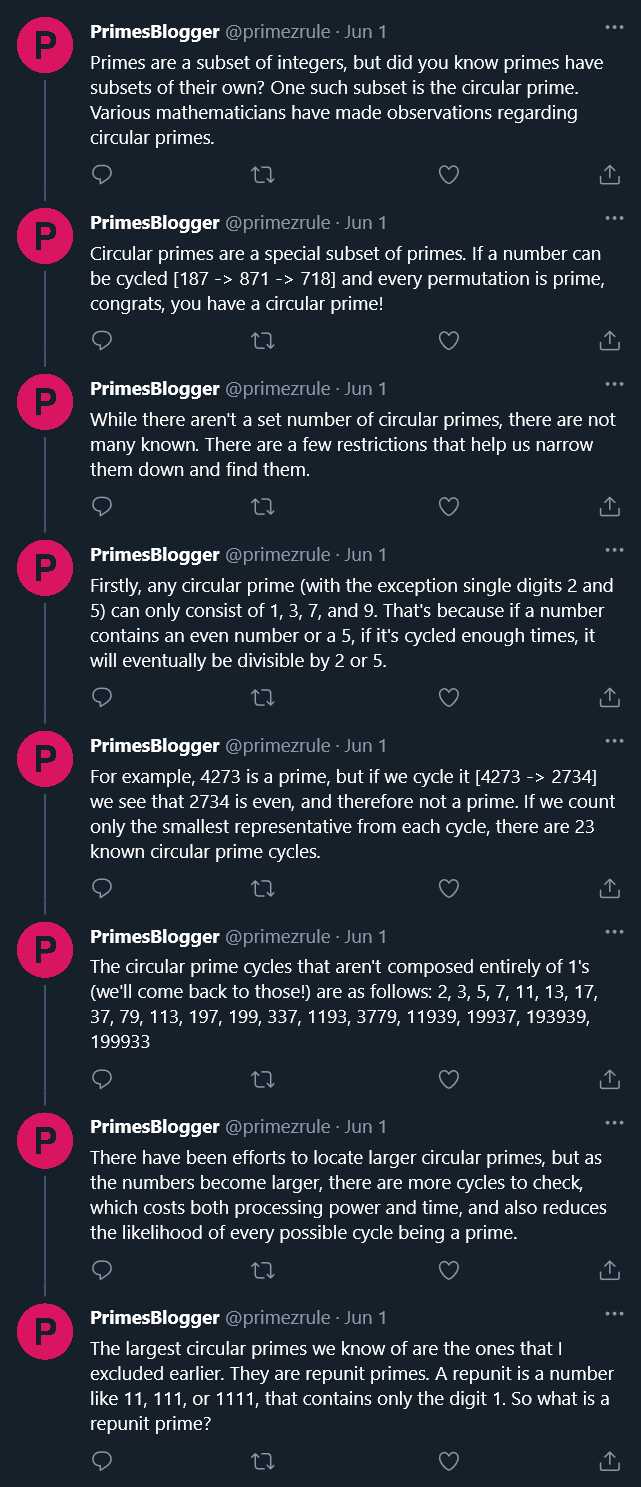 P
PrimesBlogger @primezrule · Jun 1
Primes are a subset of integers, but did you know primes have
subsets of their own? One such subset is the circular prime.
Various mathematicians have made observations regarding
circular primes.
P
PrimesBlogger @primezrule · Jun 1
Circular primes are a special subset of primes. If a number can
be cycled [187 -> 871 -> 718] and every permutation is prime,
congrats, you have a circular prime!
P
PrimesBlogger @primezrule · Jun 1
While there aren't a set number of circular primes, there are not
many known. There are a few restrictions that help us narrow
them down and find them.
P
PrimesBlogger @primezrule · Jun 1
Firstly, any circular prime (with the exception single digits 2 and
5) can only consist of 1, 3, 7, and 9. That's because if a number
contains an even number or a 5, if it's cycled enough times, it
will eventually be divisible by 2 or 5.
P
PrimesBlogger @primezrule · Jun 1
For example, 4273 is a prime, but if we cycle it [4273 -> 2734]
we see that 2734 is even, and therefore not a prime. If we count
only the smallest representative from each cycle, there are 23
known circular prime cycles.
P
PrimesBlogger @primezrule · Jun 1
The circular prime cycles that aren't composed entirely of 1's
(we'll come back to those!) are as follows: 2, 3, 5, 7, 11, 13, 17,
37, 79, 113, 197, 199, 337, 1193, 3779, 11939, 19937, 193939,
199933
P
PrimesBlogger @primezrule · Jun 1
There have been efforts to locate larger circular primes, but as
the numbers become larger, there are more cycles to check,
which costs both processing power and time, and also reduces
the likelihood of every possible cycle being a prime.
P
PrimesBlogger @primezrule · Jun 1
The largest circular primes we know of are the ones that I
excluded earlier. They are repunit primes. A repunit is a number
like 11, 111, or 1111, that contains only the digit 1. So what is a
repunit prime?